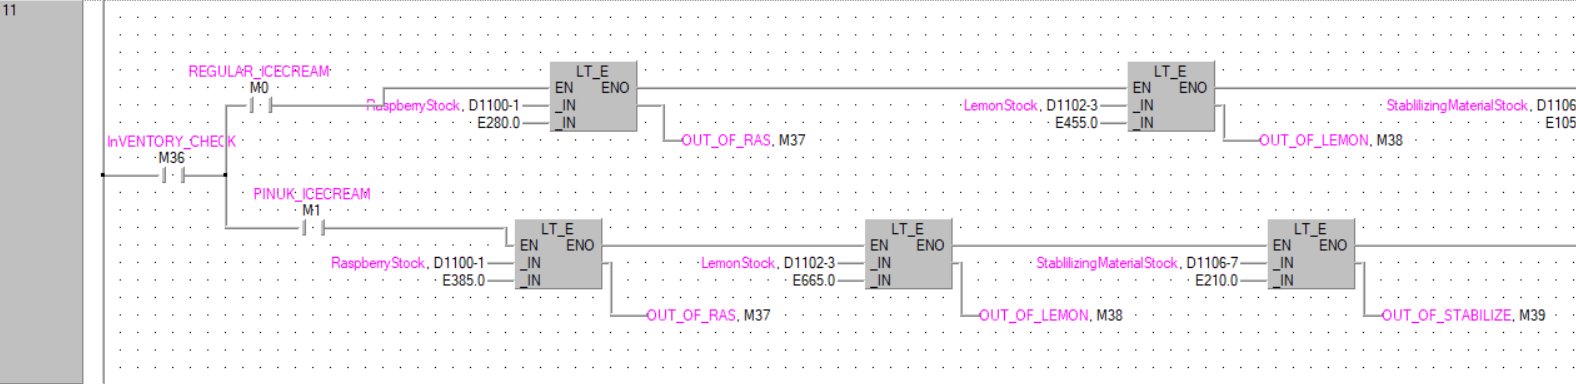 11
REGULAR_ICECREAM
M0
LT_E
EN ENO
RaspberryStock, D1100-1 _IN
E280.0 _IN
OUT_OF_RAS, M37
LT_E
EN ENO
LemonStock, D1102-3 _IN
E455.0 _IN
OUT_OF_LEMON, M38
StablilizingMaterialStock, D1106
E105
InVENTORY_CHECK
M36
PINUK_ICECREAM
M1
LT_E
EN ENO
RaspberryStock, D1100-1 _IN
E385.0 _IN
OUT_OF_RAS, M37
LT_E
EN ENO
LemonStock, D1102-3 _IN
E665.0 _IN
OUT_OF_LEMON, M38
LT_E
EN ENO
StablilizingMaterialStock, D1106-7 _IN
E210.0 _IN
OUT_OF_STABILIZE, M39